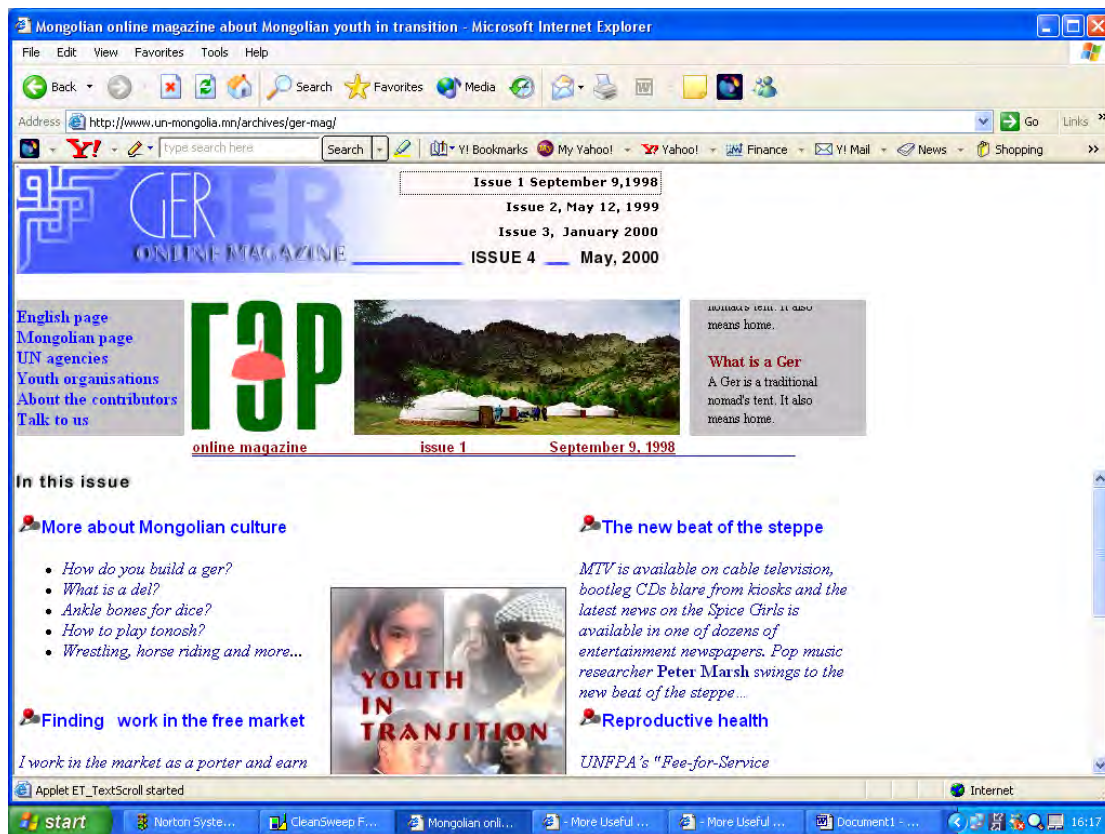 Mongolian online magazine about Mongolian youth in transition - Microsoft Internet Explorer
File Edit View Favorites Tools Help
Back Search Favorites Media
Address http://www.un-mongolia.mn/archives/ger-mag/ Go Links »
Y! type search here Search Y! Bookmarks My Yahoo! Yahoo! Finance Y! Mail News Shopping »
GER GER
ONLINE MAGAZINE
Issue 1 September 9,1998
Issue 2, May 12, 1999
Issue 3, January 2000
ISSUE 4 May, 2000
English page
Mongolian page
UN agencies
Youth organisations
About the contributors
Talk to us
ГЭР
online magazine issue 1 September 9, 1998
nomad's tent. It also
means home.
What is a Ger
A Ger is a traditional
nomad's tent. It also
means home.
In this issue
More about Mongolian culture
How do you build a ger?
What is a del?
Ankle bones for dice?
How to play tonosh?
Wrestling, horse riding and more...
Finding work in the free market
I work in the market as a porter and earn
YOUTH
IN
TRANSITION
The new beat of the steppe
MTV is available on cable television,
bootleg CDs blare from kiosks and the
latest news on the Spice Girls is
available in one of dozens of
entertainment newspapers. Pop music
researcher Peter Marsh swings to the
new beat of the steppe...
Reproductive health
UNFPA's "Fee-for-Service
Applet ET_TextScroll started Internet
start Norton Syste... CleanSweep F... Mongolian onli... - More Useful ... - More Useful ... Document1 - ... 16:17